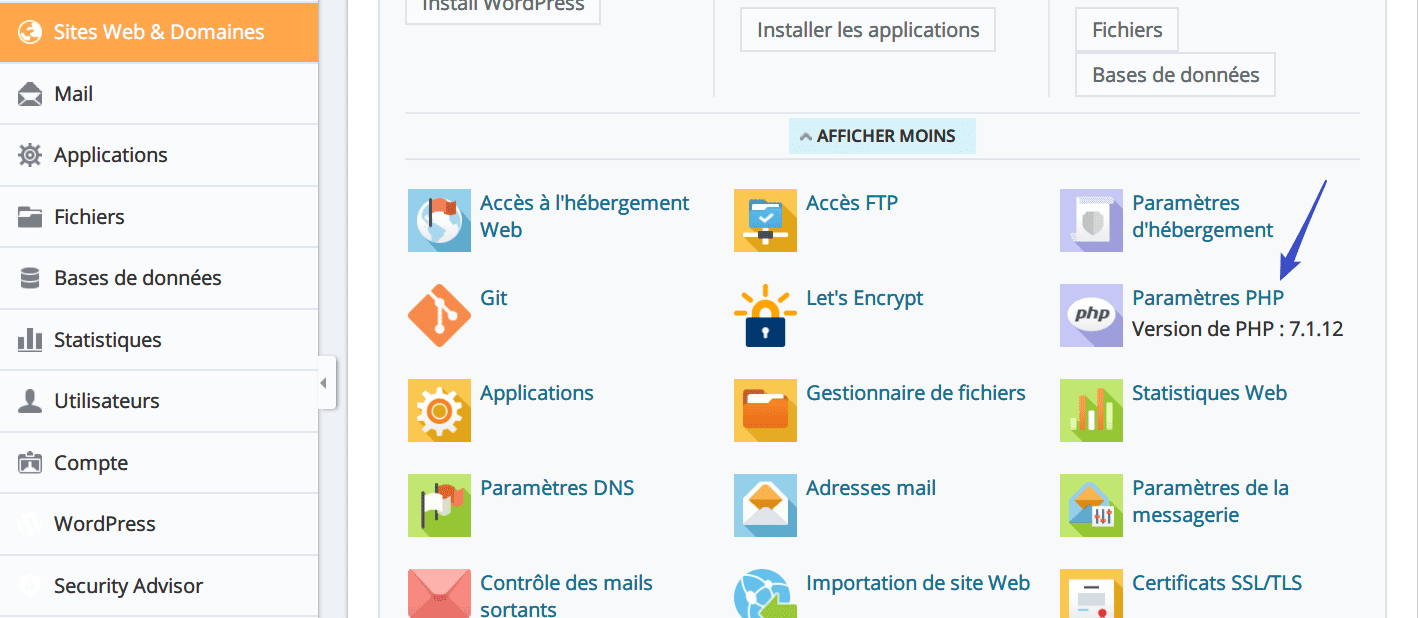 Sites Web & Domaines
Mail
Applications
Fichiers
Bases de données
Statistiques
Utilisateurs
Compte
WordPress
Security Advisor
Install WordPress
Installer les applications
Fichiers
Bases de données
AFFICHER MOINS
Accès à l'hébergement
Web
Accès FTP
Paramètres
d'hébergement
Git
Let's Encrypt
php
Paramètres PHP
Version de PHP : 7.1.12
Applications
Gestionnaire de fichiers
Statistiques Web
Paramètres DNS
Adresses mail
Paramètres de la
messagerie
Contrôle des mails
sortants
Importation de site Web
Certificats SSL/TLS